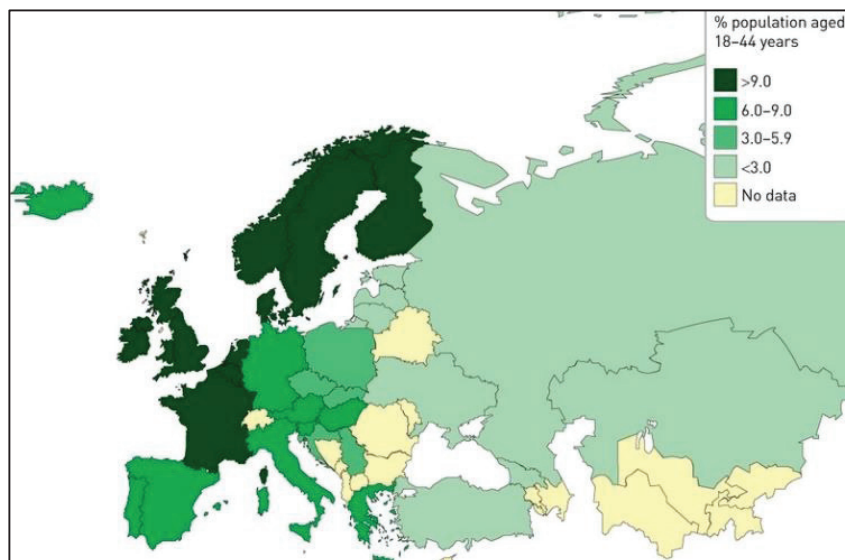 % population aged
18–44 years
>9.0
6.0–9.0
3.0–5.9
<3.0
No data